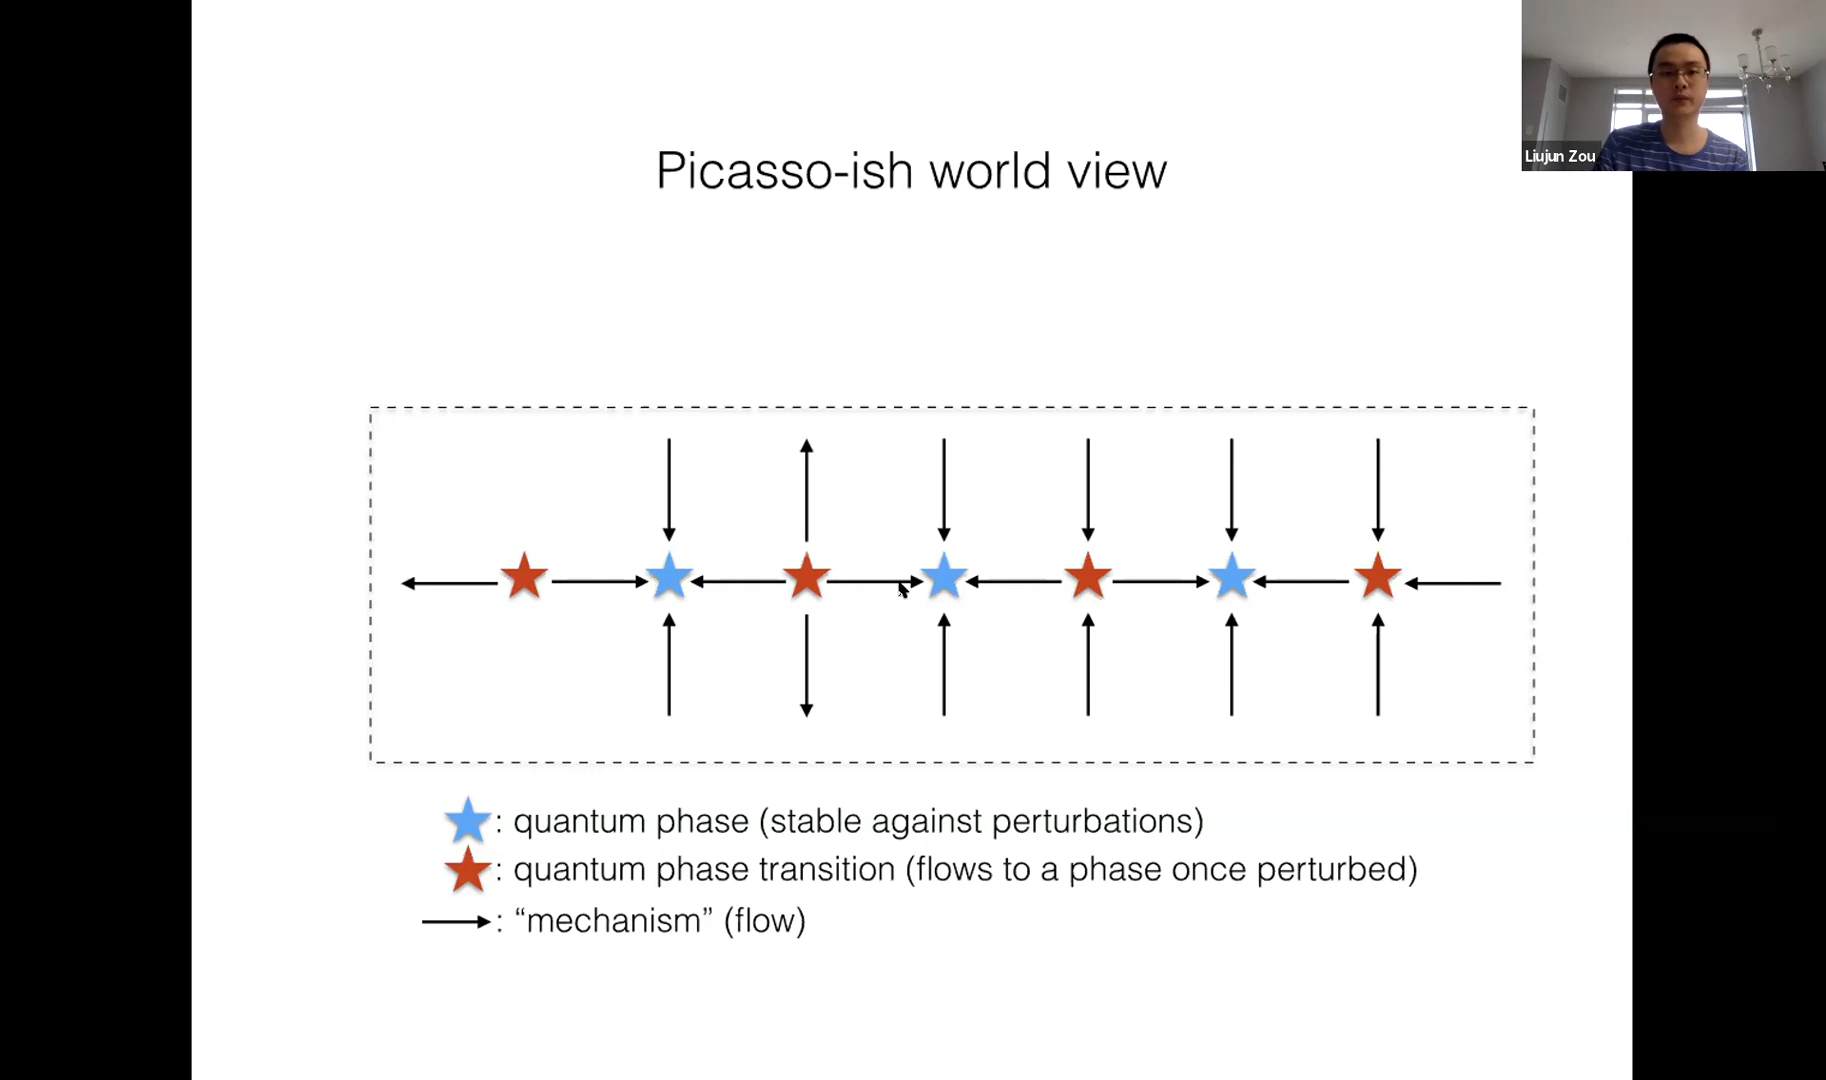 Liujun Zou
Picasso-ish world view
: quantum phase (stable against perturbations)
: quantum phase transition (flows to a phase once perturbed)
: “mechanism” (flow)